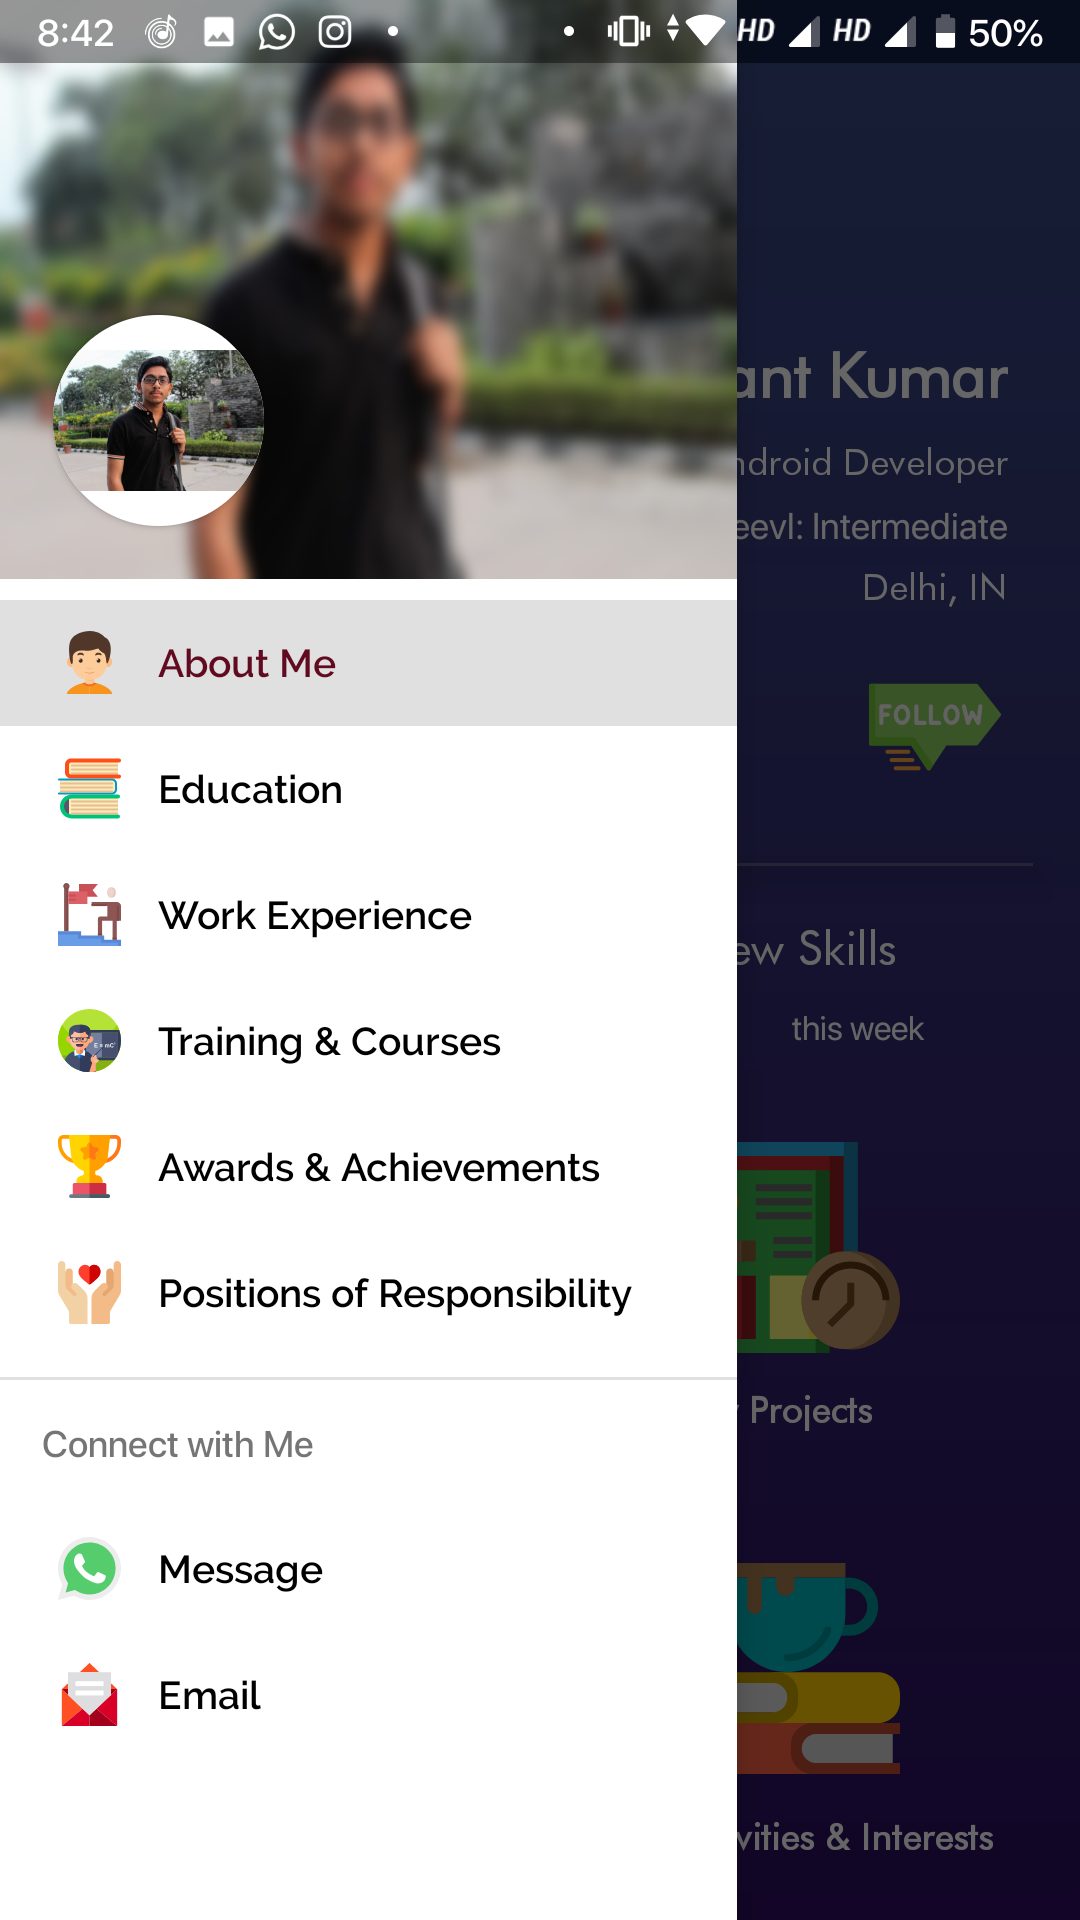 8:42 HD HD 50%
ant Kumar
ndroid Developer
eevl: Intermediate
Delhi, IN
FOLLOW
About Me
Education
ew Skills
Work Experience
this week
Training & Courses
Awards & Achievements
Positions of Responsibility
Projects
Connect with Me
Message
Email
vities & Interests